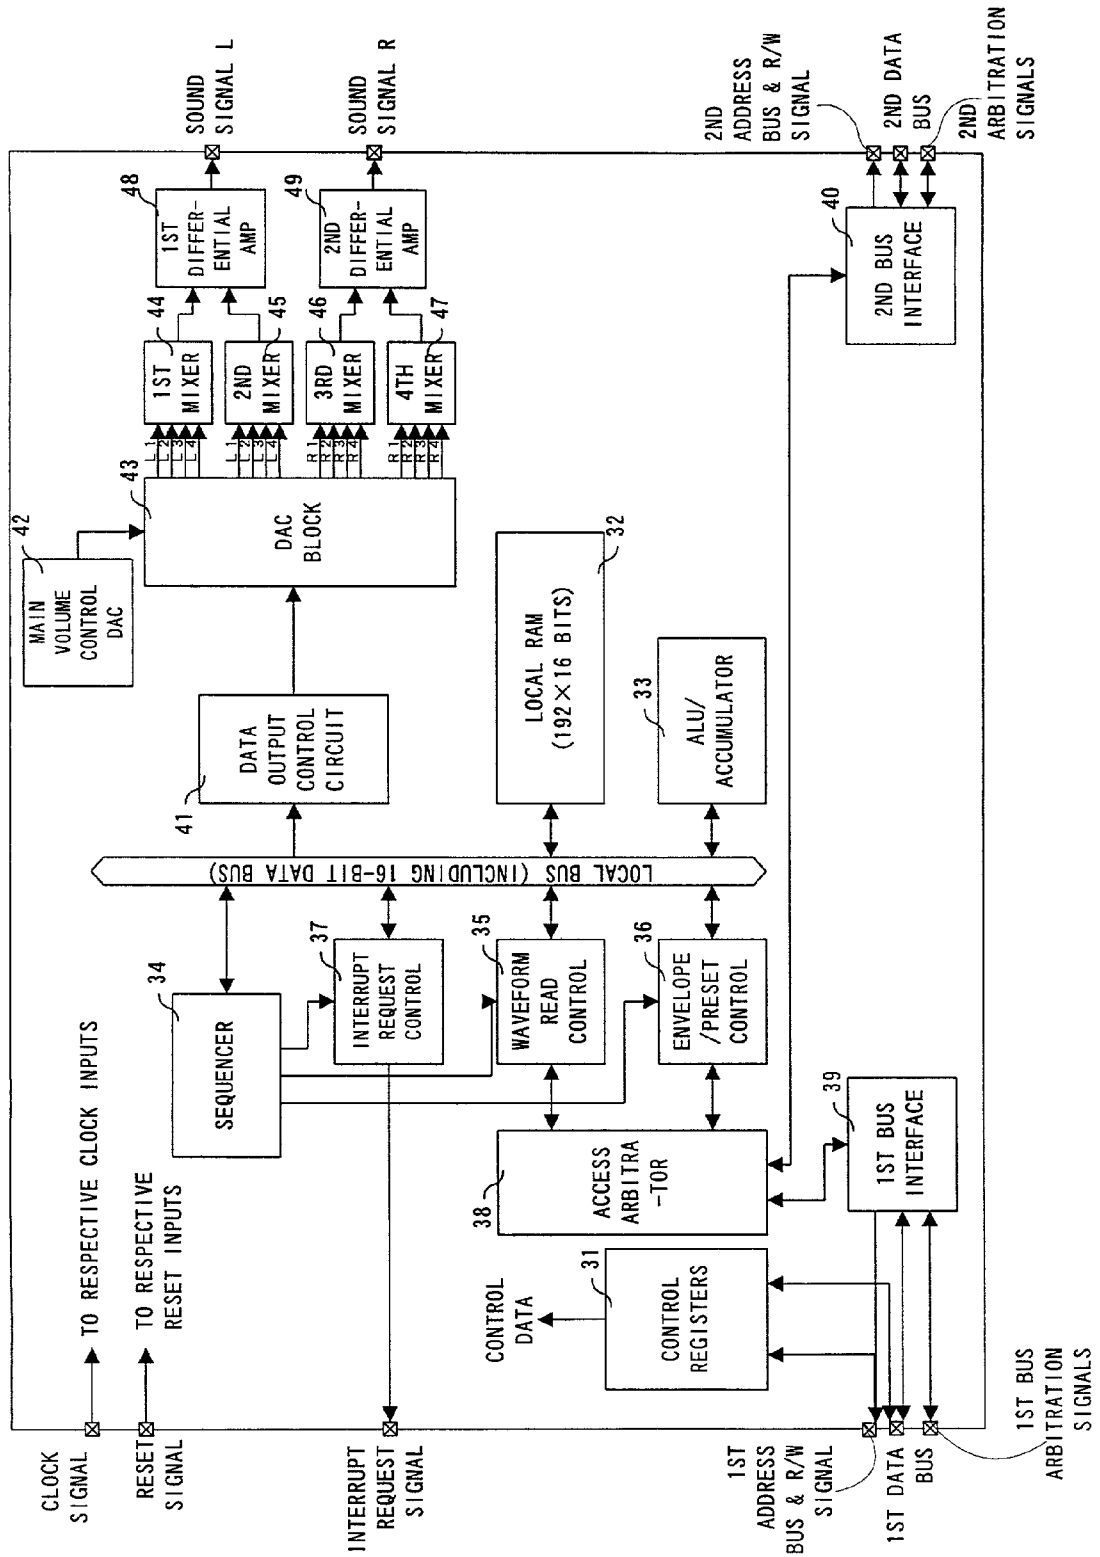 CLOCK
SIGNAL
TO RESPECTIVE CLOCK INPUTS
RESET
SIGNAL
TO RESPECTIVE
RESET INPUTS
INTERRUPT
REQUEST
SIGNAL
34
SEQUENCER
37
INTERRUPT
REQUEST
CONTROL
35
WAVEFORM
READ
CONTROL
36
ENVELOPE
/PRESET
CONTROL
38
ACCESS
ARBITRA
-TOR
CONTROL
DATA
31
CONTROL
REGISTERS
39
1ST BUS
INTERFACE
1ST
ADDRESS
BUS & R/W
SIGNAL
1ST DATA
BUS
1ST BUS
ARBITRATION
SIGNALS
LOCAL BUS (INCLUDING 16-BIT DATA BUS)
41
DATA
OUTPUT
CONTROL
CIRCUIT
42
MAIN
VOLUME
CONTROL
DAC
43
DAC
BLOCK
32
LOCAL RAM
(192×16 BITS)
33
ALU/
ACCUMULATOR
L1
L2
L3
L4
L1
L2
L3
L4
R1
R2
R3
R4
R1
R2
R3
R4
44
1ST
MIXER
45
2ND
MIXER
46
3RD
MIXER
47
4TH
MIXER
48
1ST
DIFFER-
ENTIAL
AMP
49
2ND
DIFFER-
ENTIAL
AMP
SOUND
SIGNAL L
SOUND
SIGNAL R
40
2ND BUS
INTERFACE
2ND
ADDRESS
BUS & R/W
SIGNAL
2ND DATA
BUS
2ND
ARBITRATION
SIGNALS